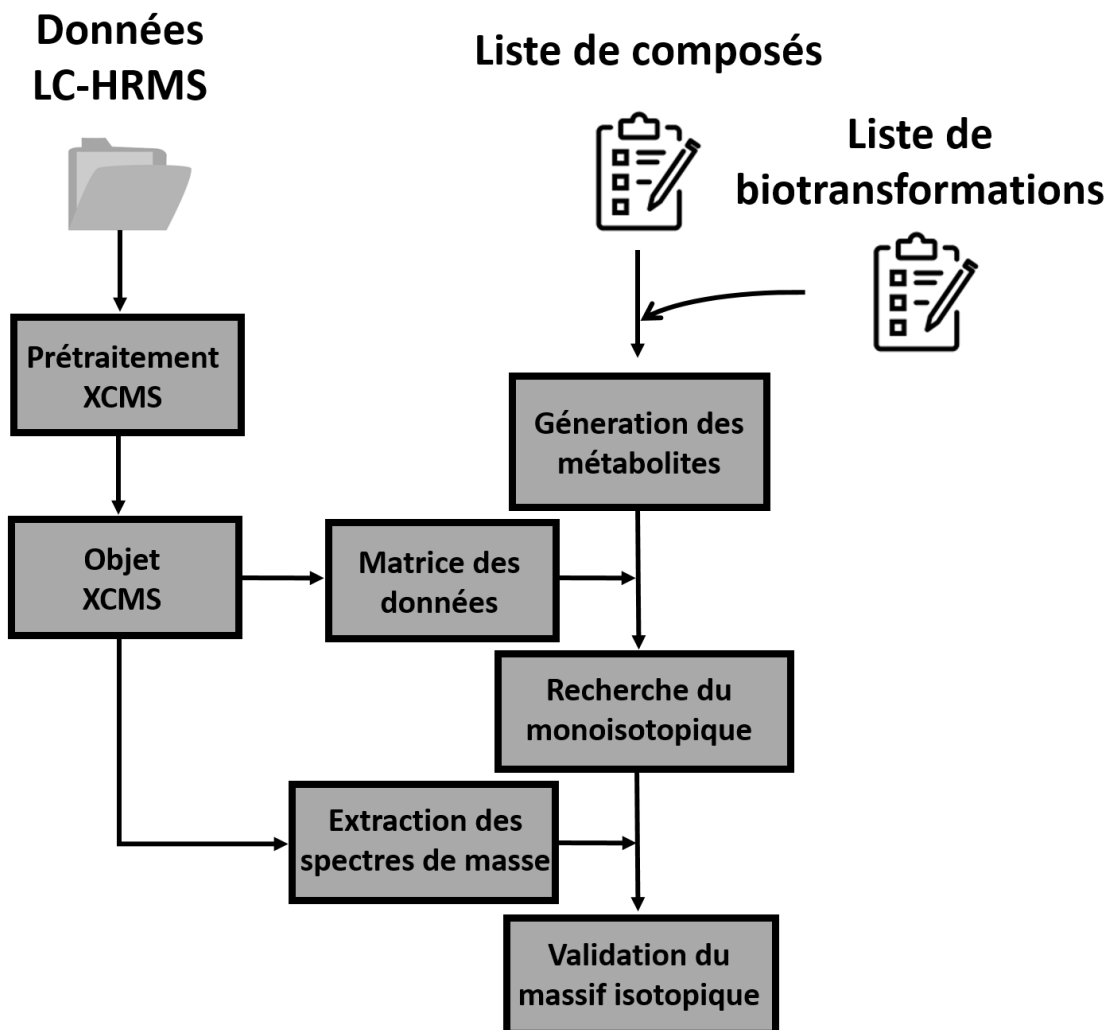 Données
LC-HRMS
Liste de composés
Liste de
biotransformations
Prétraitement
XCMS
Géneration des
métabolites
Objet
XCMS
Matrice des
données
Recherche du
monoisotopique
Extraction des
spectres de masse
Validation du
massif isotopique